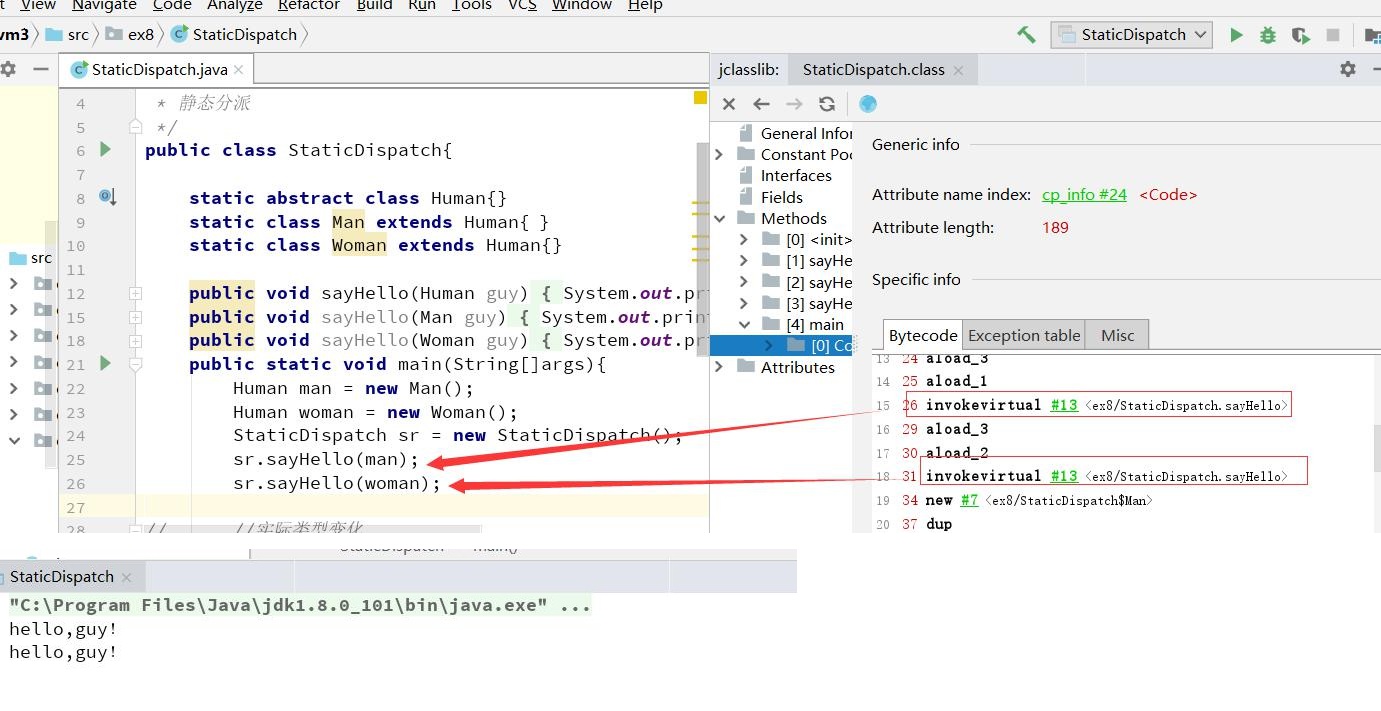 View Navigate Code Analyze Refactor Build Run Tools VCS Window Help
vm3 src ex8 StaticDispatch StaticDispatch
StaticDispatch.java jclasslib: StaticDispatch.class
4 * 静态分派
5 */
6 public class StaticDispatch{
7
8 static abstract class Human{}
9 static class Man extends Human{ }
10 static class Woman extends Human{}
11
12 public void sayHello(Human guy) { System.out.pr
15 public void sayHello(Man guy) { System.out.prin
18 public void sayHello(Woman guy) { System.out.p
21 public static void main(String[]args){
22 Human man = new Man();
23 Human woman = new Woman();
24 StaticDispatch sr = new StaticDispatch();
25 sr.sayHello(man);
26 sr.sayHello(woman);
27
28 // //实际类型变化
src
General Infor
Constant Poo
Interfaces
Fields
Methods
[0] <init>
[1] sayHe
[2] sayHe
[3] sayHe
[4] main
[0] Co
Attributes
Generic info
Attribute name index: cp_info #24 <Code>
Attribute length: 189
Specific info
Bytecode Exception table Misc
13 24 aload_3
14 25 aload_1
15 26 invokevirtual #13 <ex8/StaticDispatch.sayHello>
16 29 aload_3
17 30 aload_2
18 31 invokevirtual #13 <ex8/StaticDispatch.sayHello>
19 34 new #7 <ex8/StaticDispatch$Man>
20 37 dup
StaticDispatch main()
StaticDispatch
"C:\Program Files\Java\jdk1.8.0_101\bin\java.exe" ...
hello,guy!
hello,guy!